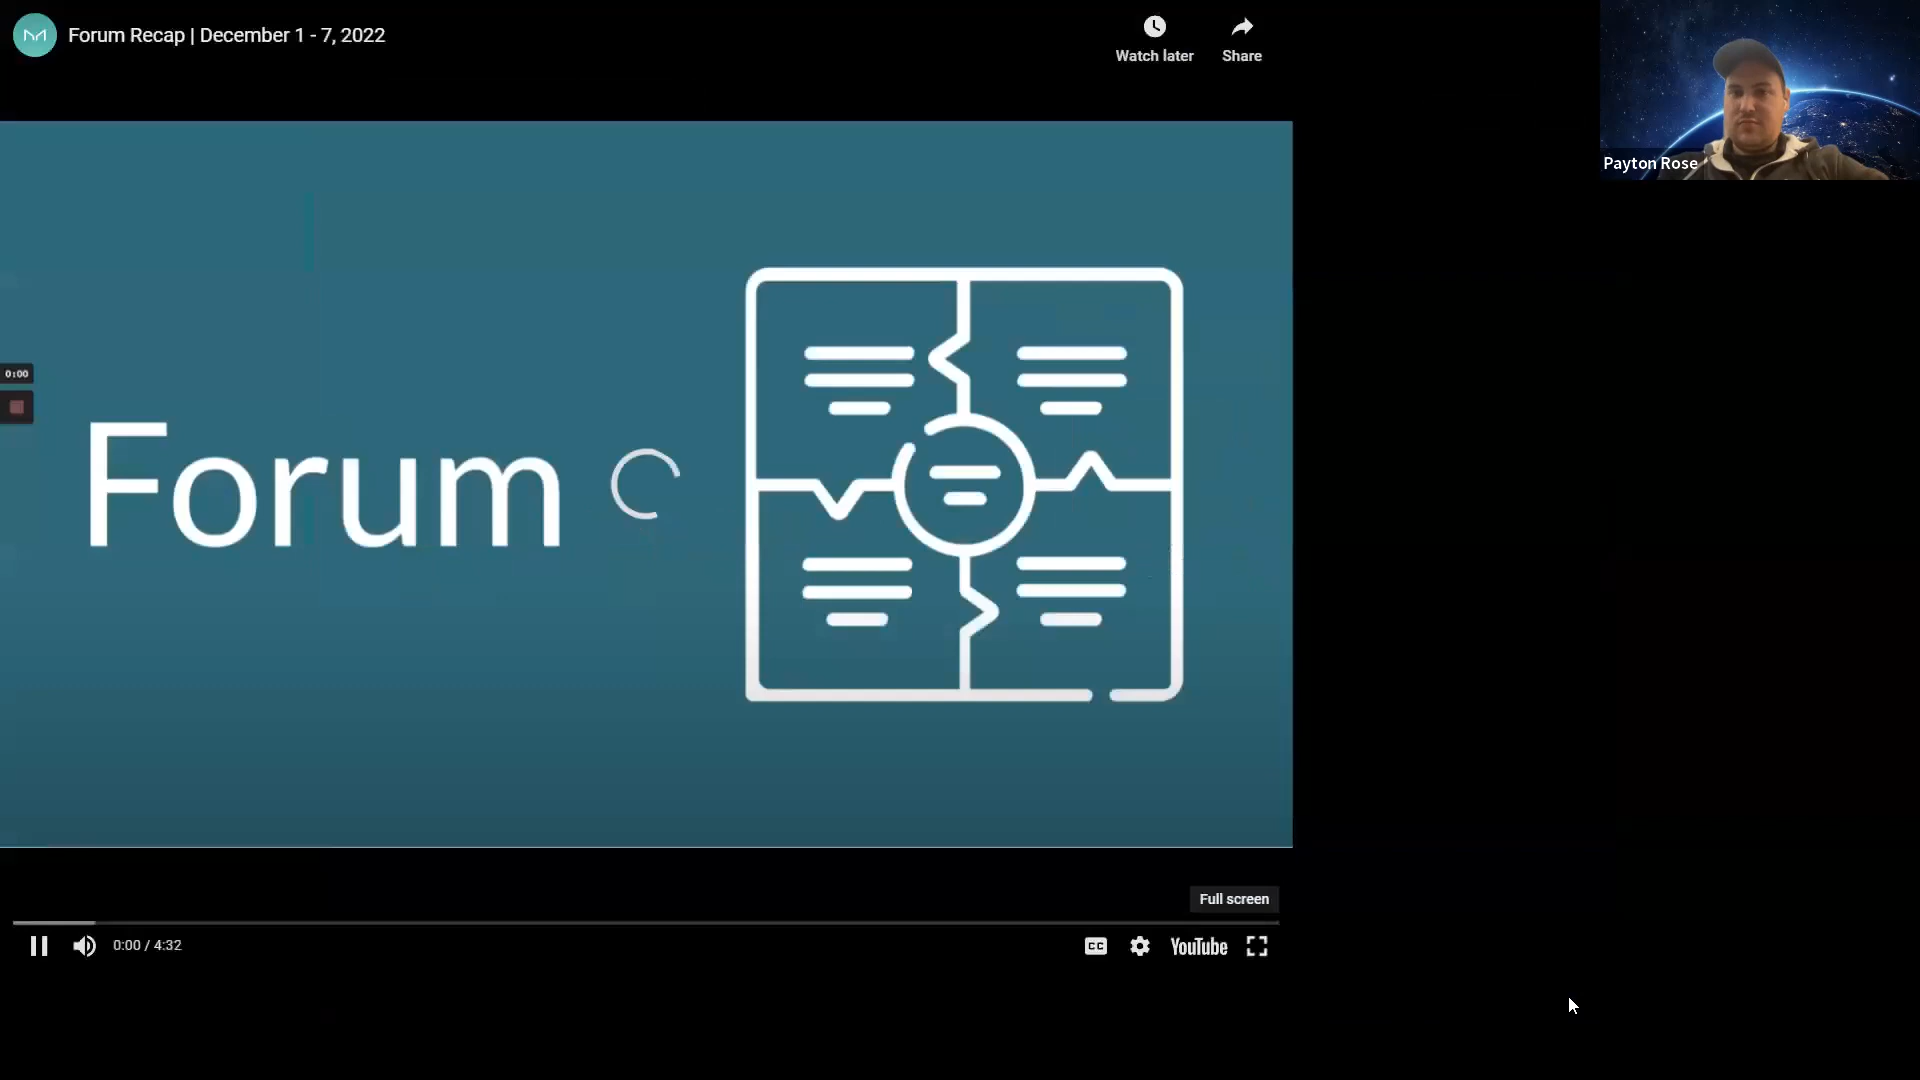 Forum Recap | December 1 - 7, 2022
Watch later
Share
Payton Rose
0:00
Forum
Full screen
0:00 / 4:32
CC
YouTube